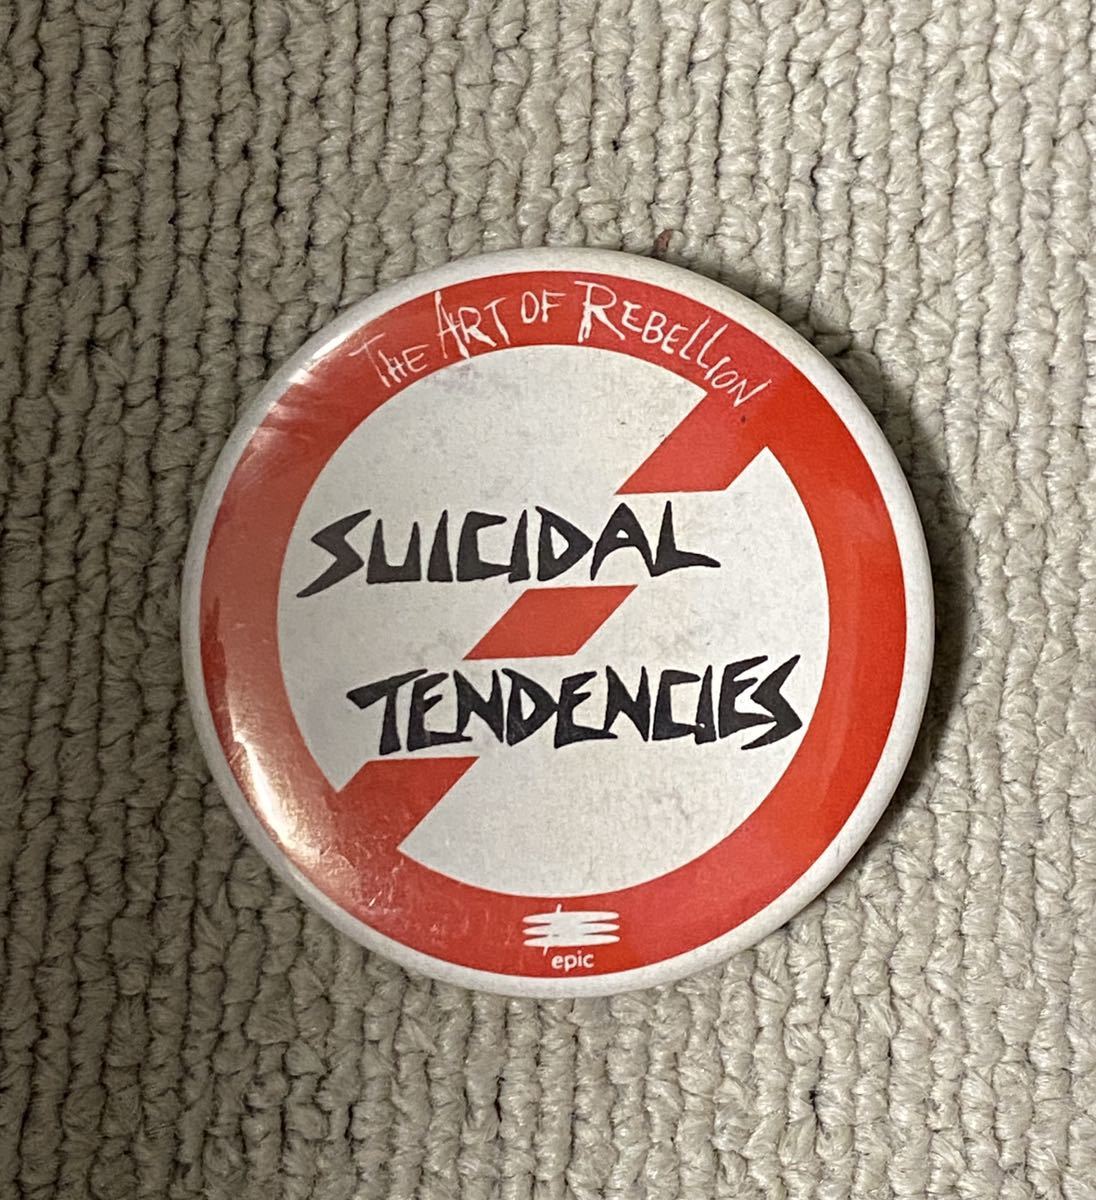 The Art of Rebellion
SUICIDAL
TENDENCIES
epic